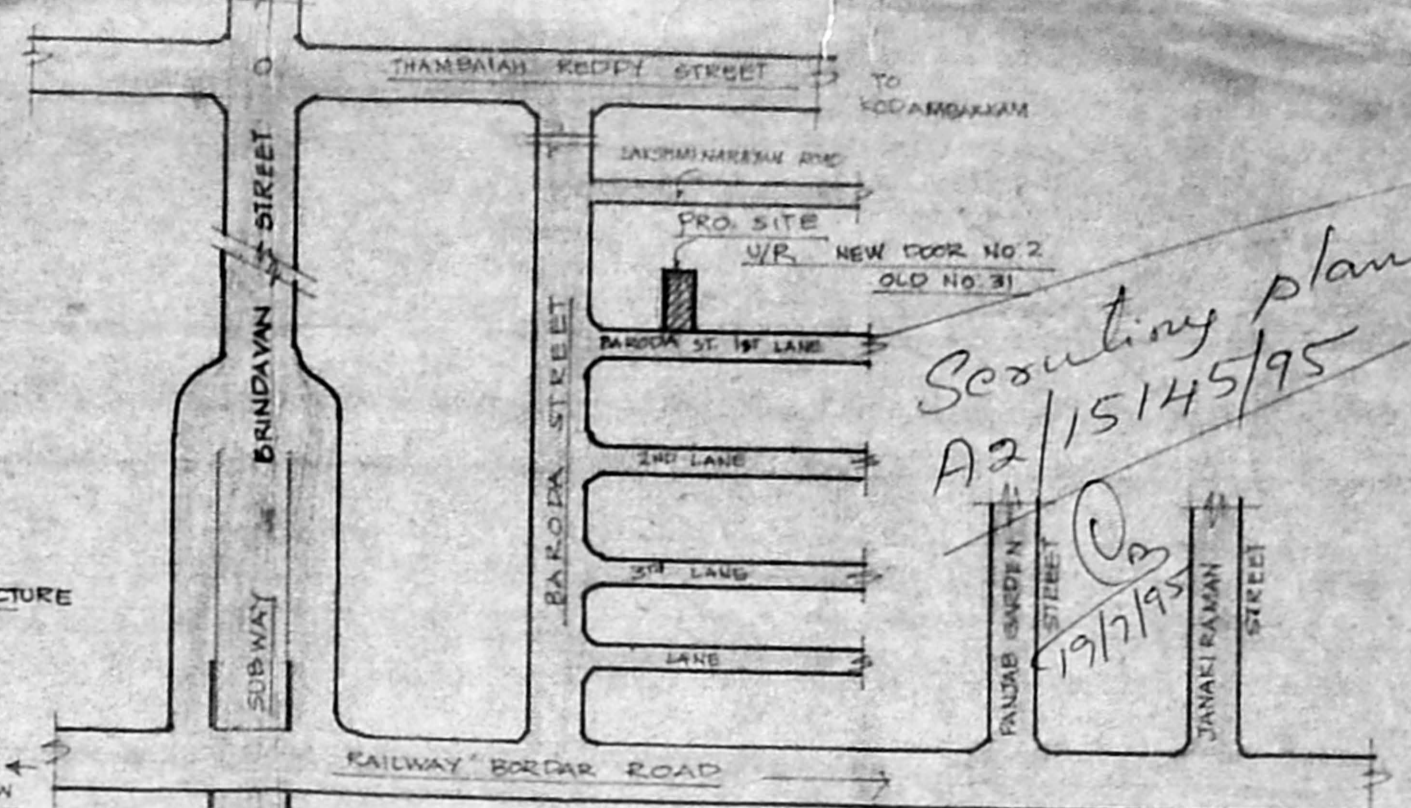 THAMBAIAH REDDY STREET
TO
KODAMBAKKAM
LAKSHMI NARAYAN ROAD
PRO. SITE
U/R NEW DOOR NO 2
OLD NO. 31
BARODA ST. 1ST LANE
2ND LANE
3RD LANE
LANE
BRINDAVAN STREET
SUBWAY
BARODA STREET
Scrutiny plan
A2/15145/95
19/7/95
PANJAB GARDEN
STREET
JANAKI RAMAN
STREET
CTURE
RAILWAY BORDAR ROAD